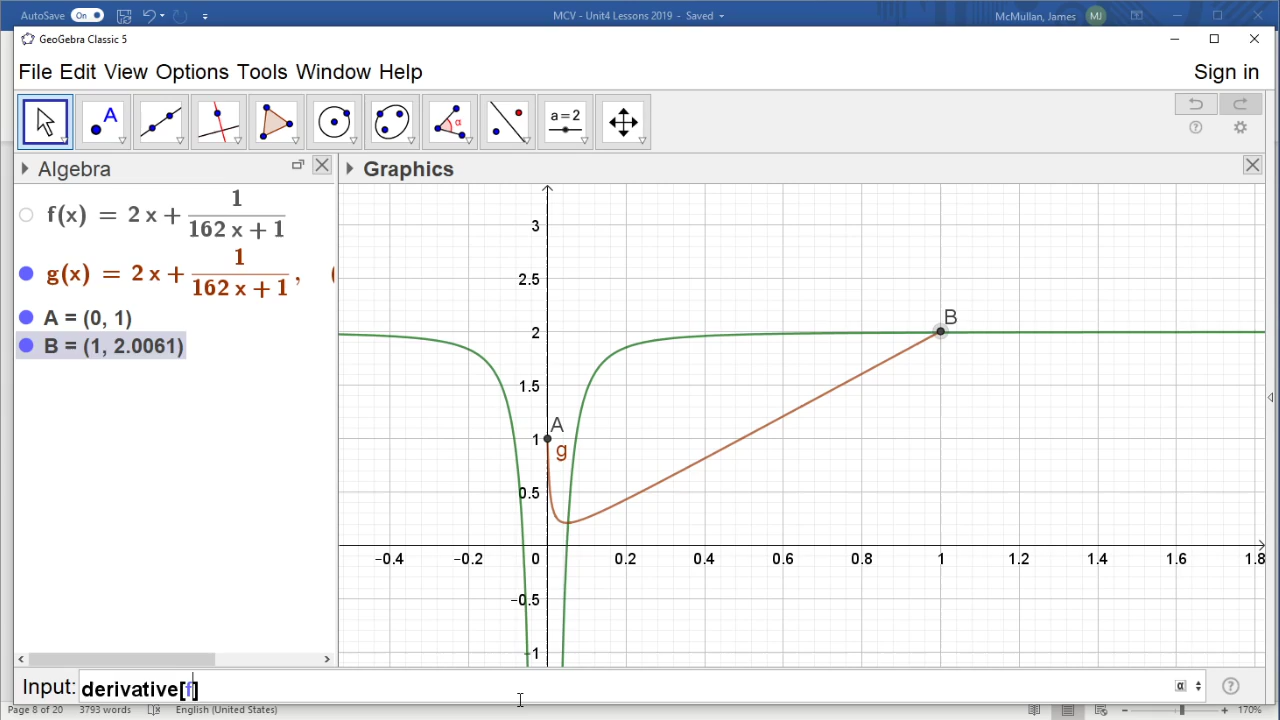 AutoSave On MCV - Unit4 Lessons 2019 - Saved McMullan, James MJ
GeoGebra Classic 5
File Edit View Options Tools Window Help Sign in
A α a = 2
Algebra Graphics
f(x) = 2 x + 1 / (162 x + 1)
g(x) = 2 x + 1 / (162 x + 1) , (
A = (0, 1)
B = (1, 2.0061)
3
2.5
B
2
1.5
A
1
g
0.5
−0.4 −0.2 0 0.2 0.4 0.6 0.8 1 1.2 1.4 1.6 1.8
−0.5
−1
Input: derivative[f] α
Page 8 of 20 3793 words English (United States) 170%